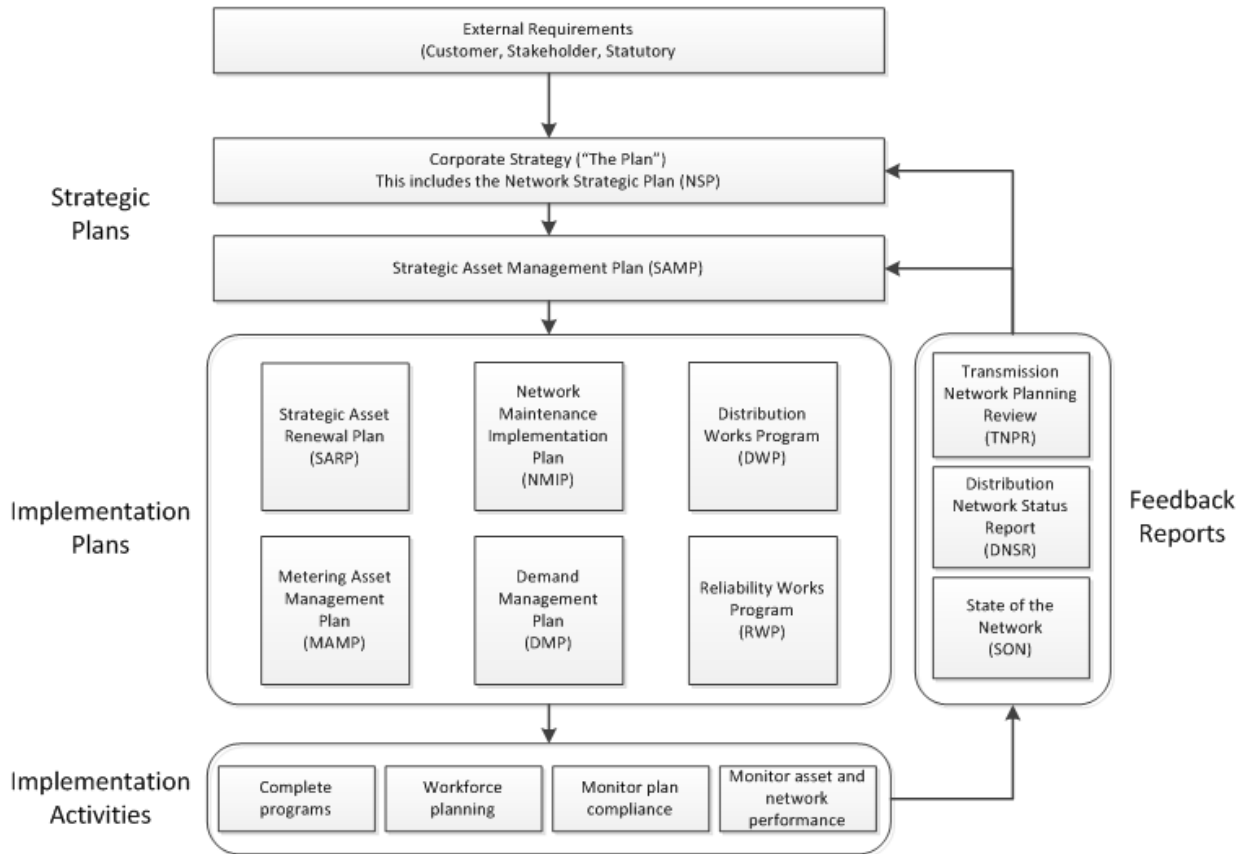 External Requirements
(Customer, Stakeholder, Statutory
Strategic
Plans
Corporate Strategy (“The Plan”)
This includes the Network Strategic Plan (NSP)
Strategic Asset Management Plan (SAMP)
Implementation
Plans
Strategic Asset
Renewal Plan
(SARP)
Network
Maintenance
Implementation
Plan
(NMIP)
Distribution
Works Program
(DWP)
Metering Asset
Management
Plan
(MAMP)
Demand
Management
Plan
(DMP)
Reliability Works
Program
(RWP)
Transmission
Network Planning
Review
(TNPR)
Distribution
Network Status
Report
(DNSR)
State of the
Network
(SON)
Feedback
Reports
Implementation
Activities
Complete
programs
Workforce
planning
Monitor plan
compliance
Monitor asset and
network
performance